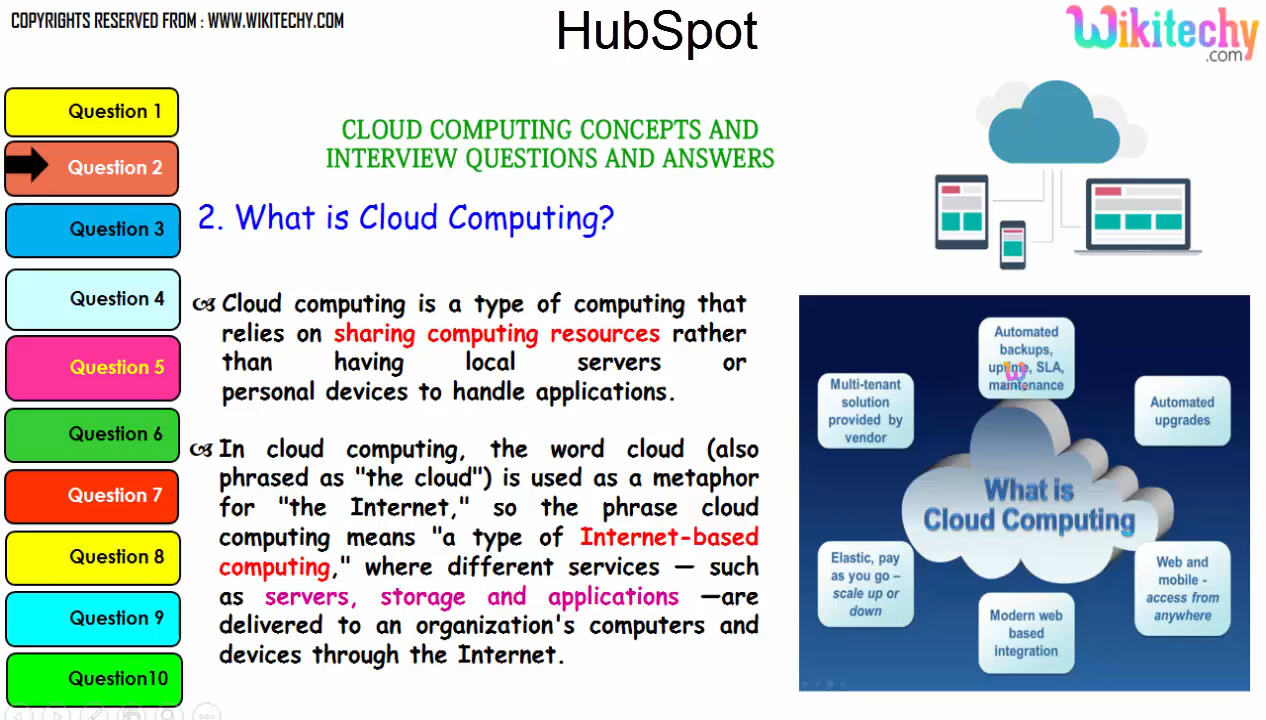 COPYRIGHTS RESERVED FROM : WWW.WIKITECHY.COM
HubSpot
Wikitechy
.com
Question 1
Question 2
Question 3
Question 4
Question 5
Question 6
Question 7
Question 8
Question 9
Question10
CLOUD COMPUTING CONCEPTS AND
INTERVIEW QUESTIONS AND ANSWERS
2. What is Cloud Computing?
Cloud computing is a type of computing that
relies on sharing computing resources rather
than having local servers or
personal devices to handle applications.
In cloud computing, the word cloud (also
phrased as "the cloud") is used as a metaphor
for "the Internet," so the phrase cloud
computing means "a type of Internet-based
computing," where different services — such
as servers, storage and applications —are
delivered to an organization's computers and
devices through the Internet.
Automated
backups,
uptime, SLA,
maintenance
Multi-tenant
solution
provided by
vendor
Automated
upgrades
What is
Cloud Computing
Elastic, pay
as you go –
scale up or
down
Web and
mobile -
access from
anywhere
Modern web
based
integration